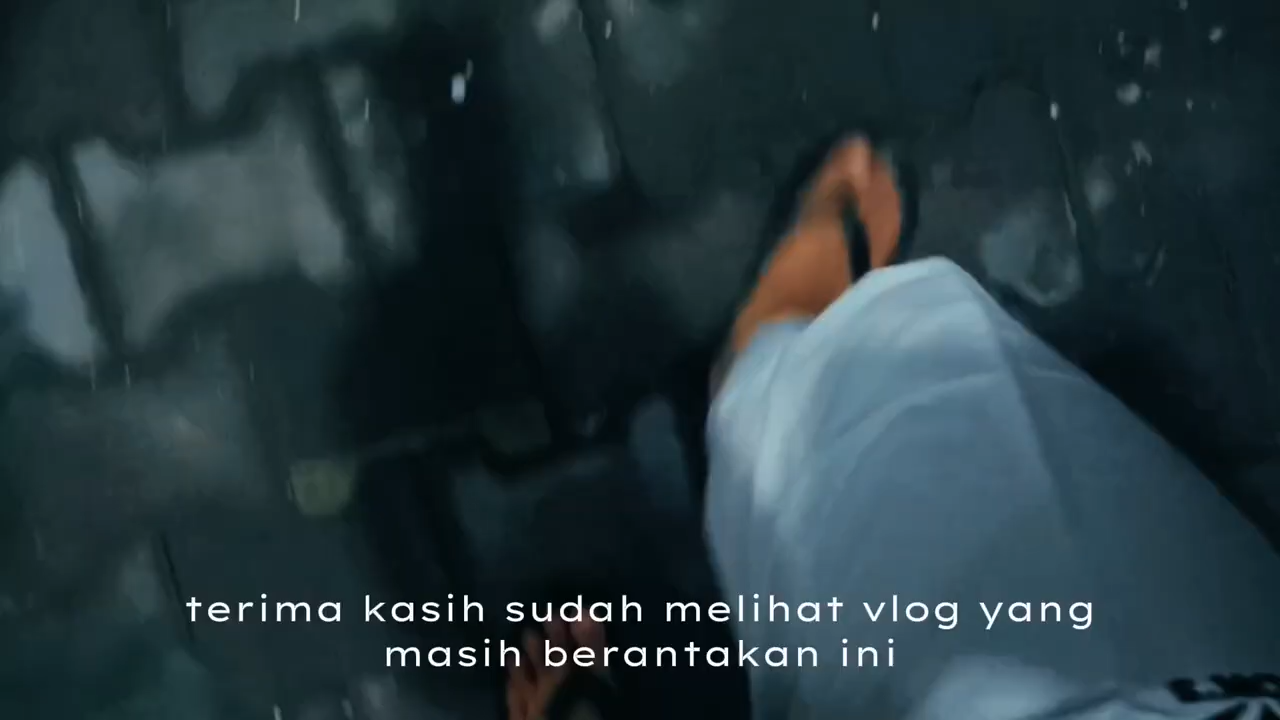 terima kasih sudah melihat vlog yang
masih berantakan ini